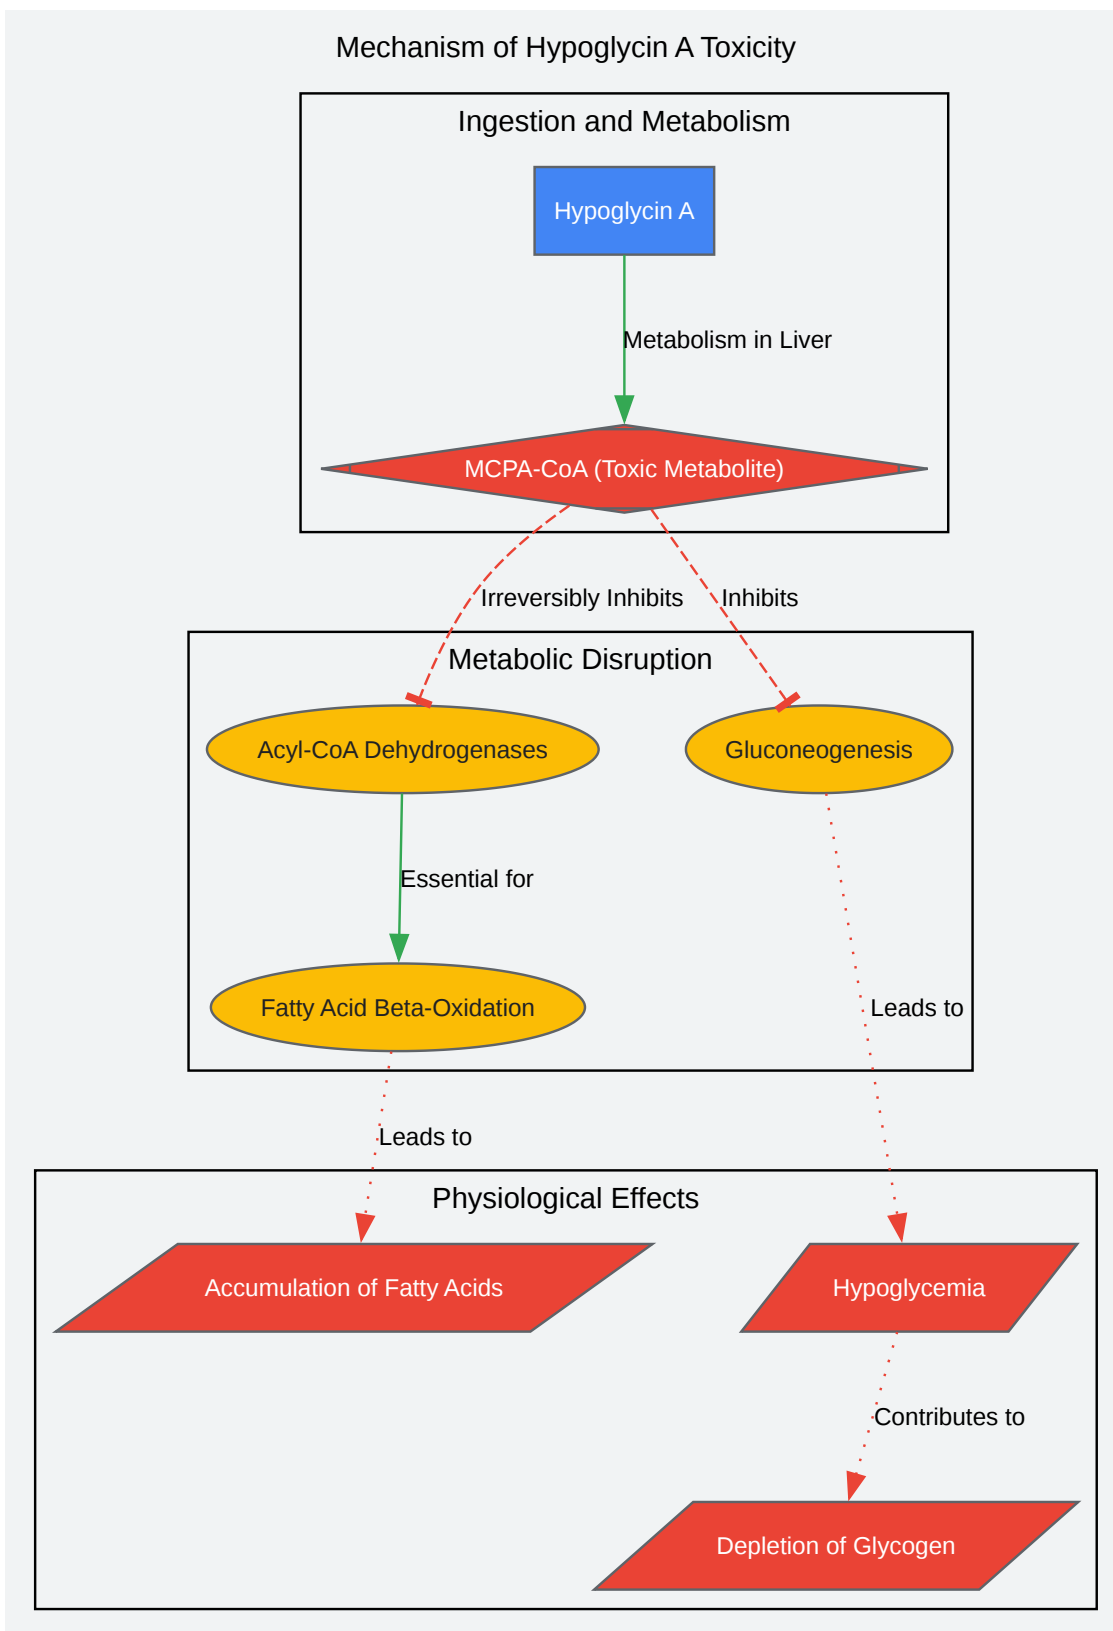 Mechanism of Hypoglycin A Toxicity
Ingestion and Metabolism
Hypoglycin A
Metabolism in Liver
MCPA-CoA (Toxic Metabolite)
Irreversibly Inhibits
Inhibits
Metabolic Disruption
Acyl-CoA Dehydrogenases
Gluconeogenesis
Essential for
Fatty Acid Beta-Oxidation
Leads to
Leads to
Physiological Effects
Accumulation of Fatty Acids
Hypoglycemia
Contributes to
Depletion of Glycogen